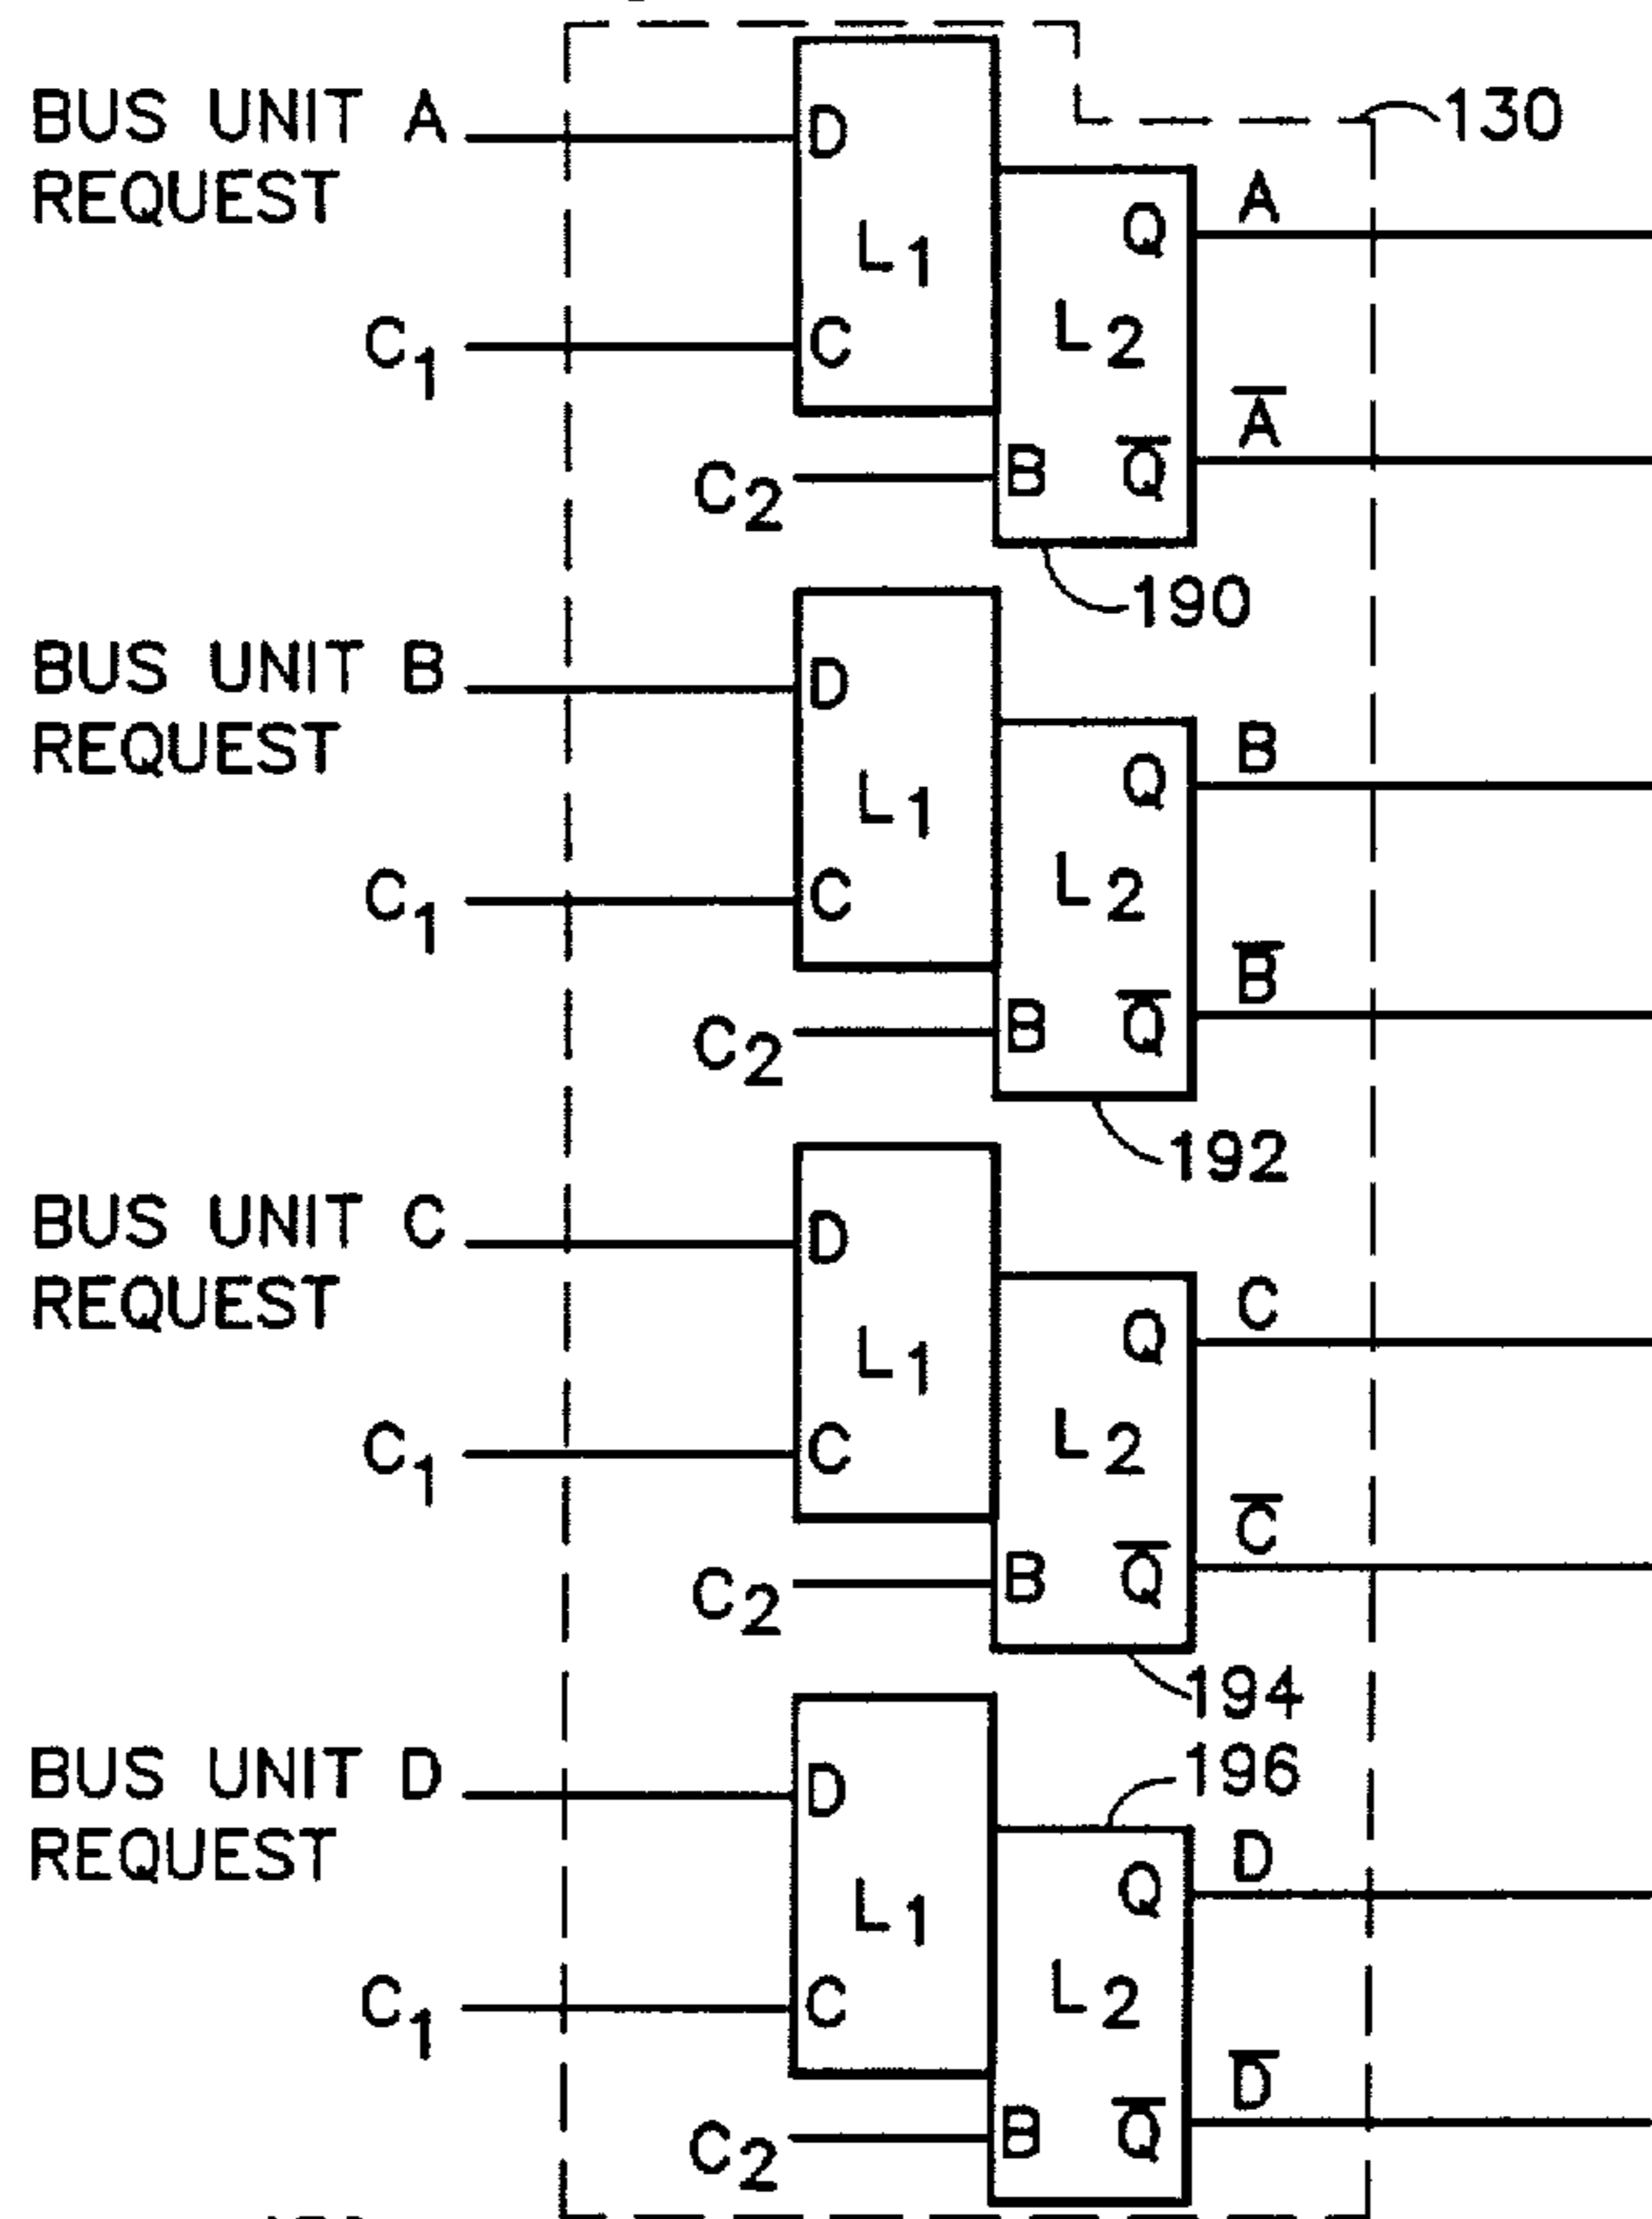 130
BUS UNIT A
REQUEST
D
A
Q
L1
L2
C1
C
A̅
C2
B
Q̅
190
BUS UNIT B
REQUEST
D
B
Q
L1
L2
C1
C
B̅
C2
B
Q̅
192
BUS UNIT C
REQUEST
D
C
Q
L1
L2
C1
C
C̅
C2
B
Q̅
194
196
BUS UNIT D
REQUEST
D
D
Q
L1
L2
C1
C
D̅
C2
B
Q̅